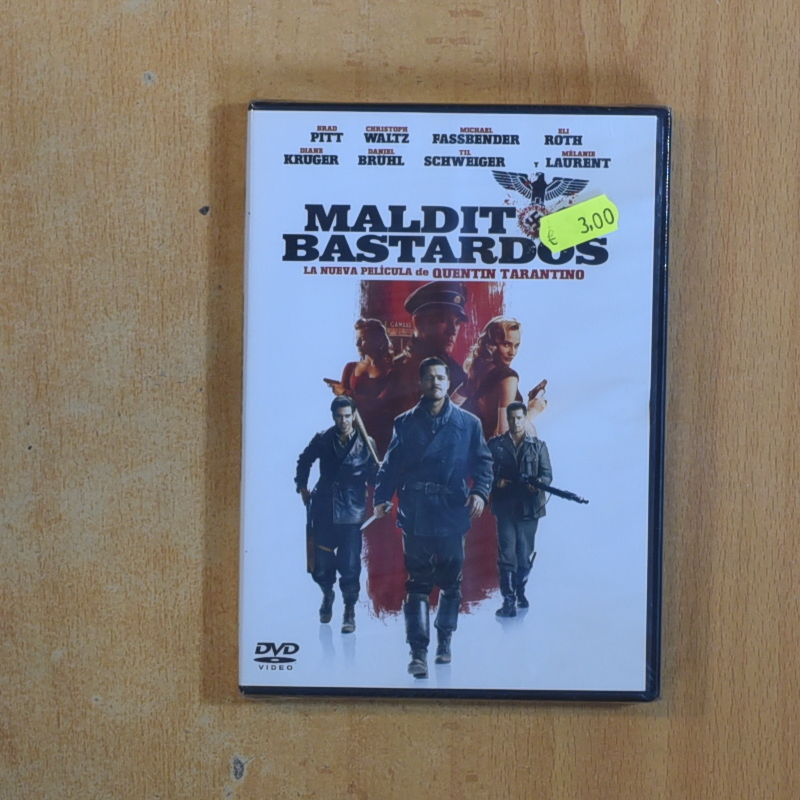 BRAD PITT CHRISTOPH WALTZ MICHAEL FASSBENDER ELI ROTH
DIANE KRUGER DANIEL BRÜHL TIL SCHWEIGER Y MÉLANIE LAURENT
MALDIT
€ 3,00
BASTARDOS
LA NUEVA PELÍCULA de QUENTIN TARANTINO
DVD
VIDEO